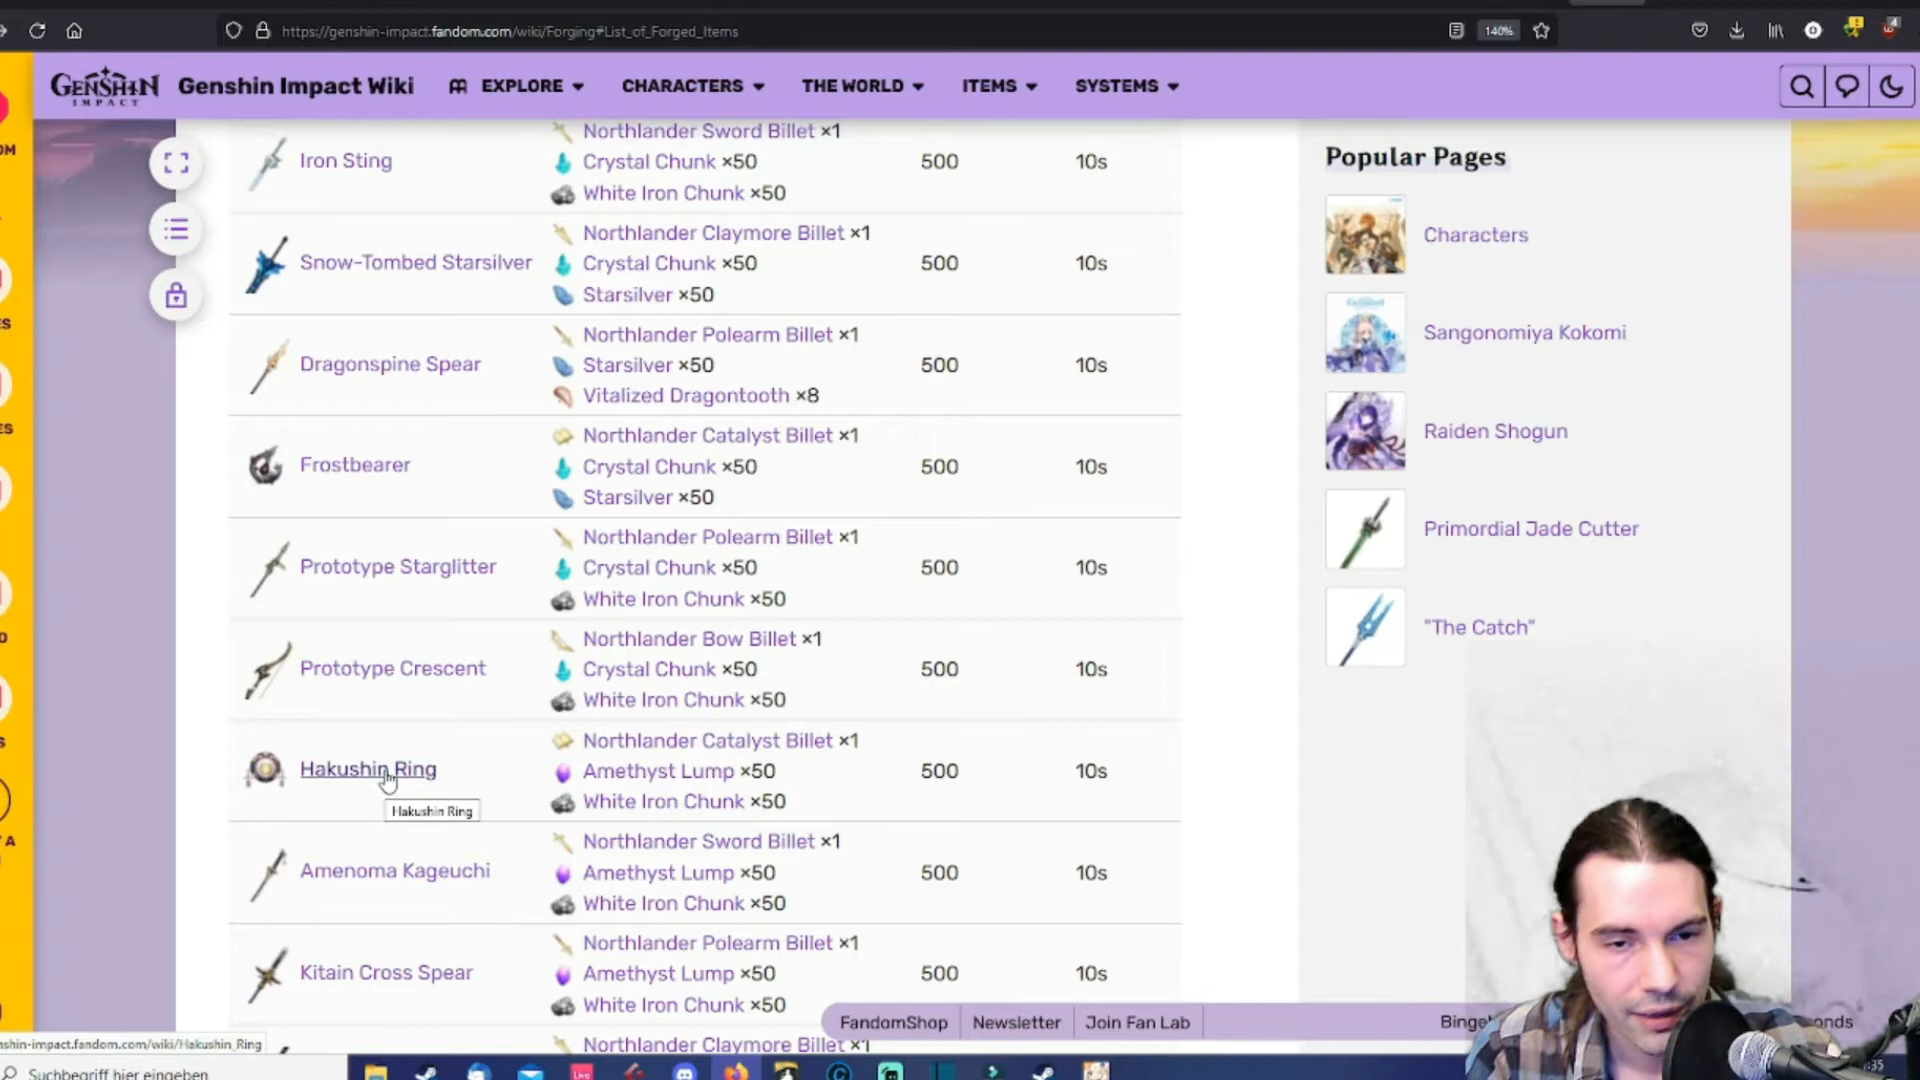 https://genshin-impact.fandom.com/wiki/Forging#List_of_Forged_Items
140%
GENSHIN
IMPACT
Genshin Impact Wiki
EXPLORE
CHARACTERS
THE WORLD
ITEMS
SYSTEMS
Northlander Sword Billet ×1
Iron Sting
Crystal Chunk ×50
500
10s
White Iron Chunk ×50
Northlander Claymore Billet ×1
Snow-Tombed Starsilver
Crystal Chunk ×50
500
10s
Starsilver ×50
Northlander Polearm Billet ×1
Dragonspine Spear
Starsilver ×50
500
10s
Vitalized Dragontooth ×8
Northlander Catalyst Billet ×1
Frostbearer
Crystal Chunk ×50
500
10s
Starsilver ×50
Northlander Polearm Billet ×1
Prototype Starglitter
Crystal Chunk ×50
500
10s
White Iron Chunk ×50
Northlander Bow Billet ×1
Prototype Crescent
Crystal Chunk ×50
500
10s
White Iron Chunk ×50
Northlander Catalyst Billet ×1
Hakushin Ring
Amethyst Lump ×50
500
10s
White Iron Chunk ×50
Hakushin Ring
Northlander Sword Billet ×1
Amenoma Kageuchi
Amethyst Lump ×50
500
10s
White Iron Chunk ×50
Northlander Polearm Billet ×1
Kitain Cross Spear
Amethyst Lump ×50
500
10s
White Iron Chunk ×50
Northlander Claymore Billet ×1
Popular Pages
Characters
Sangonomiya Kokomi
Raiden Shogun
Primordial Jade Cutter
"The Catch"
FandomShop
Newsletter
Join Fan Lab
shin-impact.fandom.com/wiki/Hakushin_Ring
Suchbegriff hier eingeben
Live